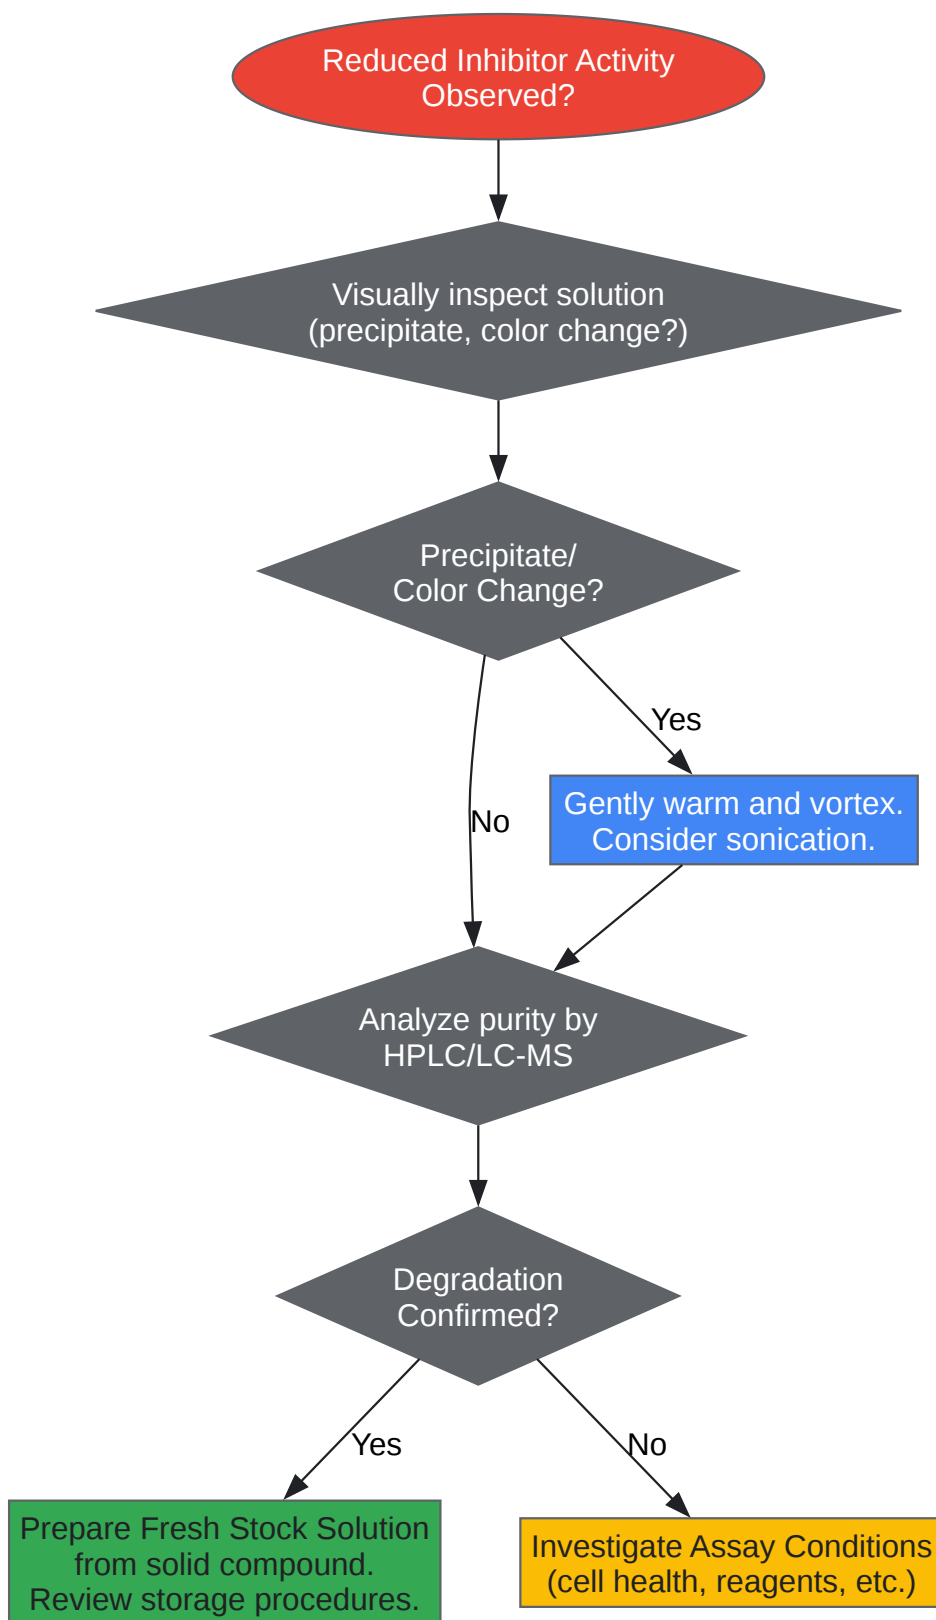 Reduced Inhibitor Activity
Observed?
Visually inspect solution
(precipitate, color change?)
Precipitate/
Color Change?
Yes
Gently warm and vortex.
Consider sonication.
No
Analyze purity by
HPLC/LC-MS
Degradation
Confirmed?
Yes
No
Prepare Fresh Stock Solution
from solid compound.
Review storage procedures.
Investigate Assay Conditions
(cell health, reagents, etc.)